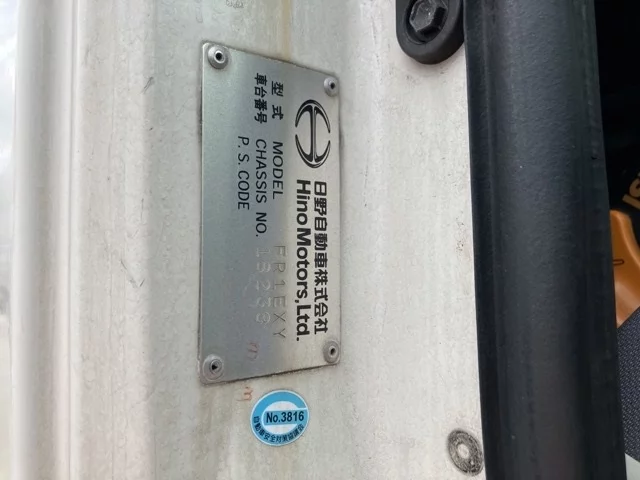 日野自動車株式会社
Hino Motors, Ltd.
型式 MODEL FR1EXY
車台番号 CHASSIS NO.
P. S. CODE
No.3816